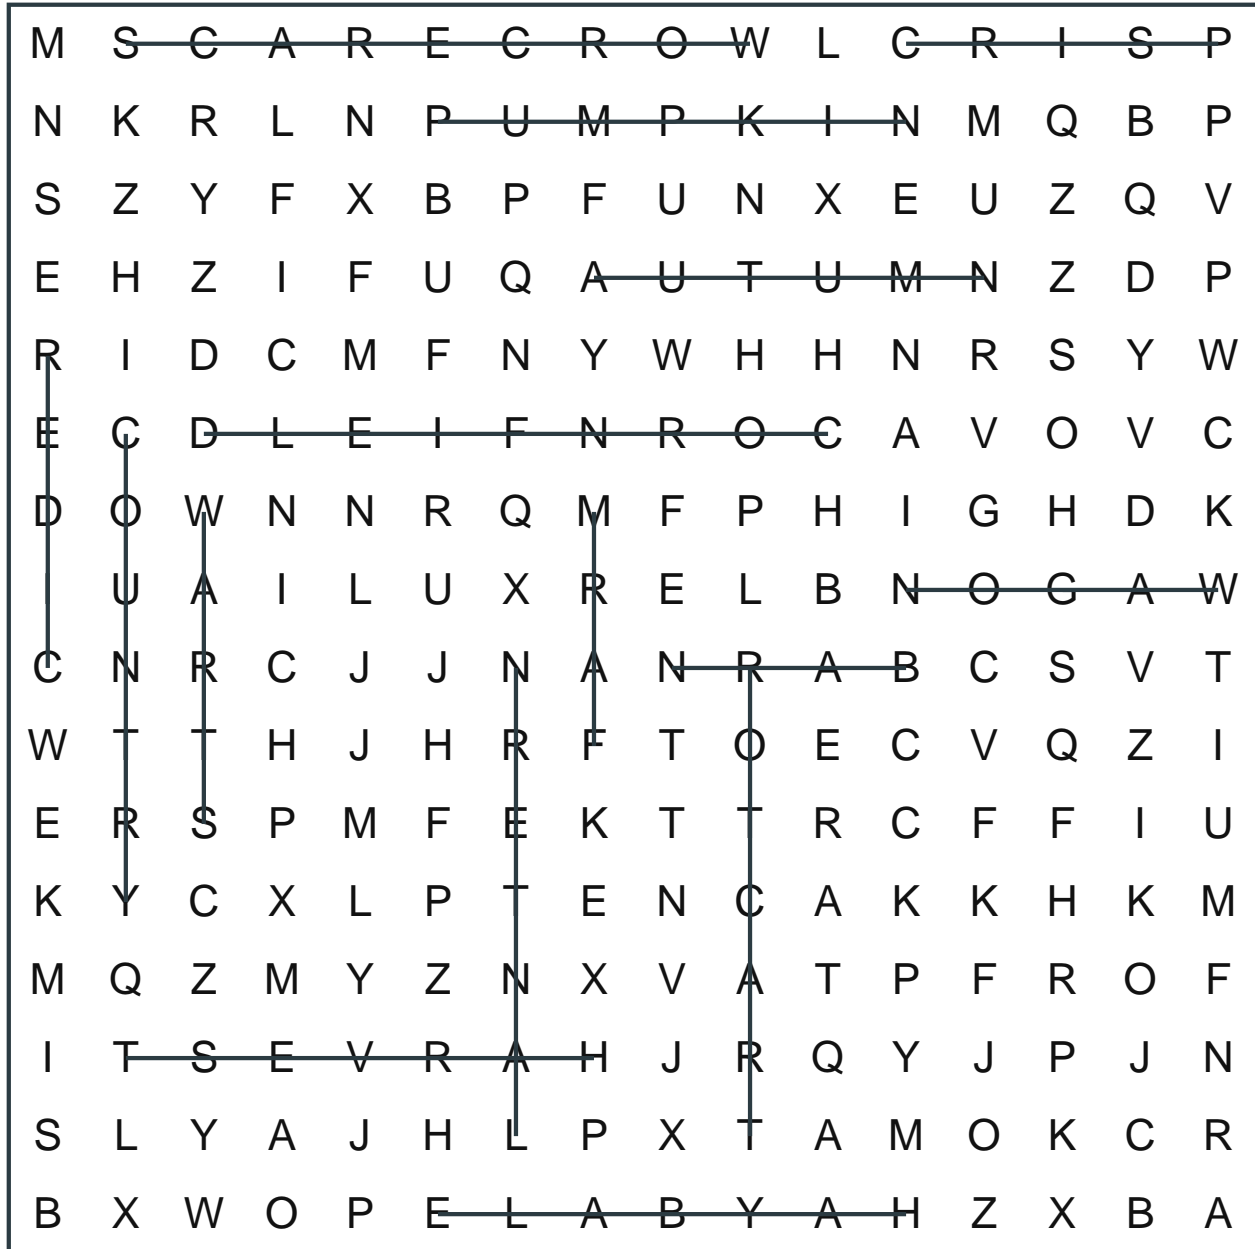 M S C A R E C R O W L C R I S P
N K R L N P U M P K I N M Q B P
S Z Y F X B P F U N X E U Z Q V
E H Z I F U Q A U T U M N Z D P
R I D C M F N Y W H H N R S Y W
E C D L E I F N R O C A V O V C
D O W N N R Q M F P H I G H D K
I U A I L U X R E L B N O G A W
C N R C J J N A N R A B C S V T
W T T H J H R F T O E C V Q Z I
E R S P M F E K T T R C F F I U
K Y C X L P T E N C A K K H K M
M Q Z M Y Z N X V A T P F R O F
I T S E V R A H J R Q Y J P J N
S L Y A J H L P X T A M O K C R
B X W O P E L A B Y A H Z X B A